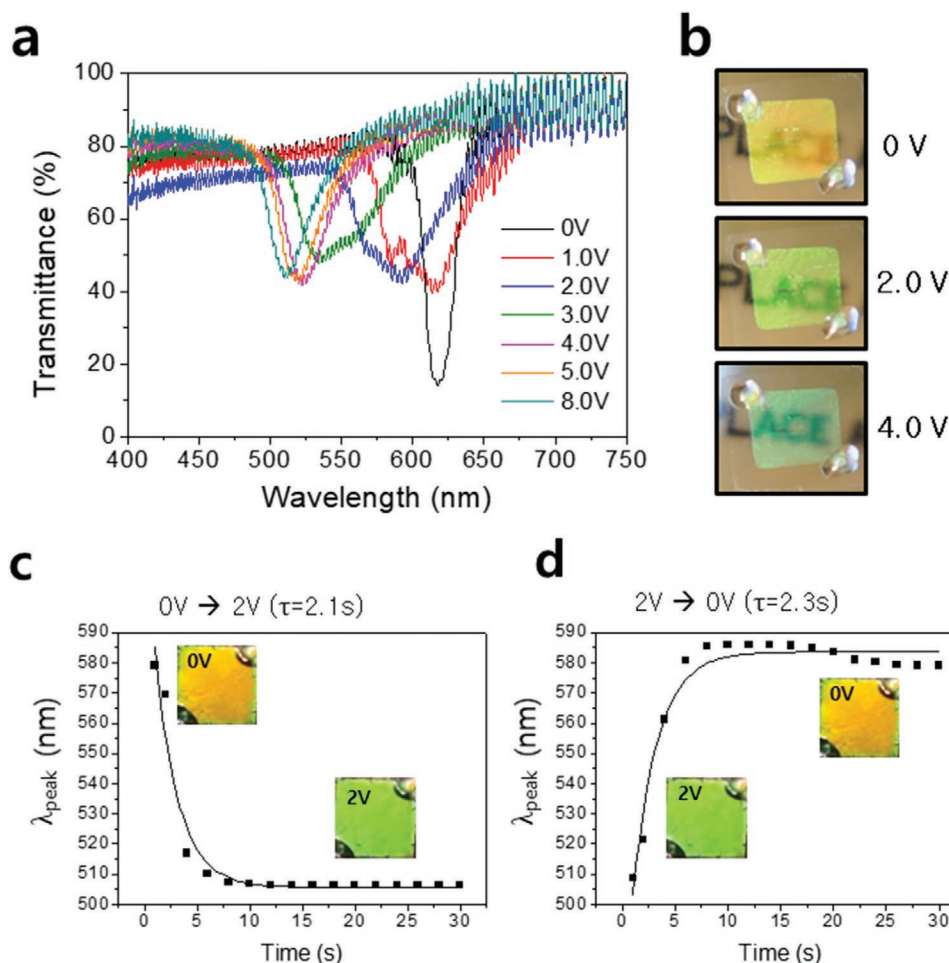 a
100
80
60
40
20
0
Transmittance (%)
400 450 500 550 600 650 700 750
Wavelength (nm)
0V
1.0V
2.0V
3.0V
4.0V
5.0V
8.0V
b
0 V
PLACE
2.0 V
LACE
4.0 V
c
0V → 2V (τ=2.1s)
590
580
570
560
550
540
530
520
510
500
λpeak (nm)
0V
2V
0 5 10 15 20 25 30
Time (s)
d
2V → 0V (τ=2.3s)
590
580
570
560
550
540
530
520
510
500
λpeak (nm)
0V
2V
0 5 10 15 20 25 30
Time (s)